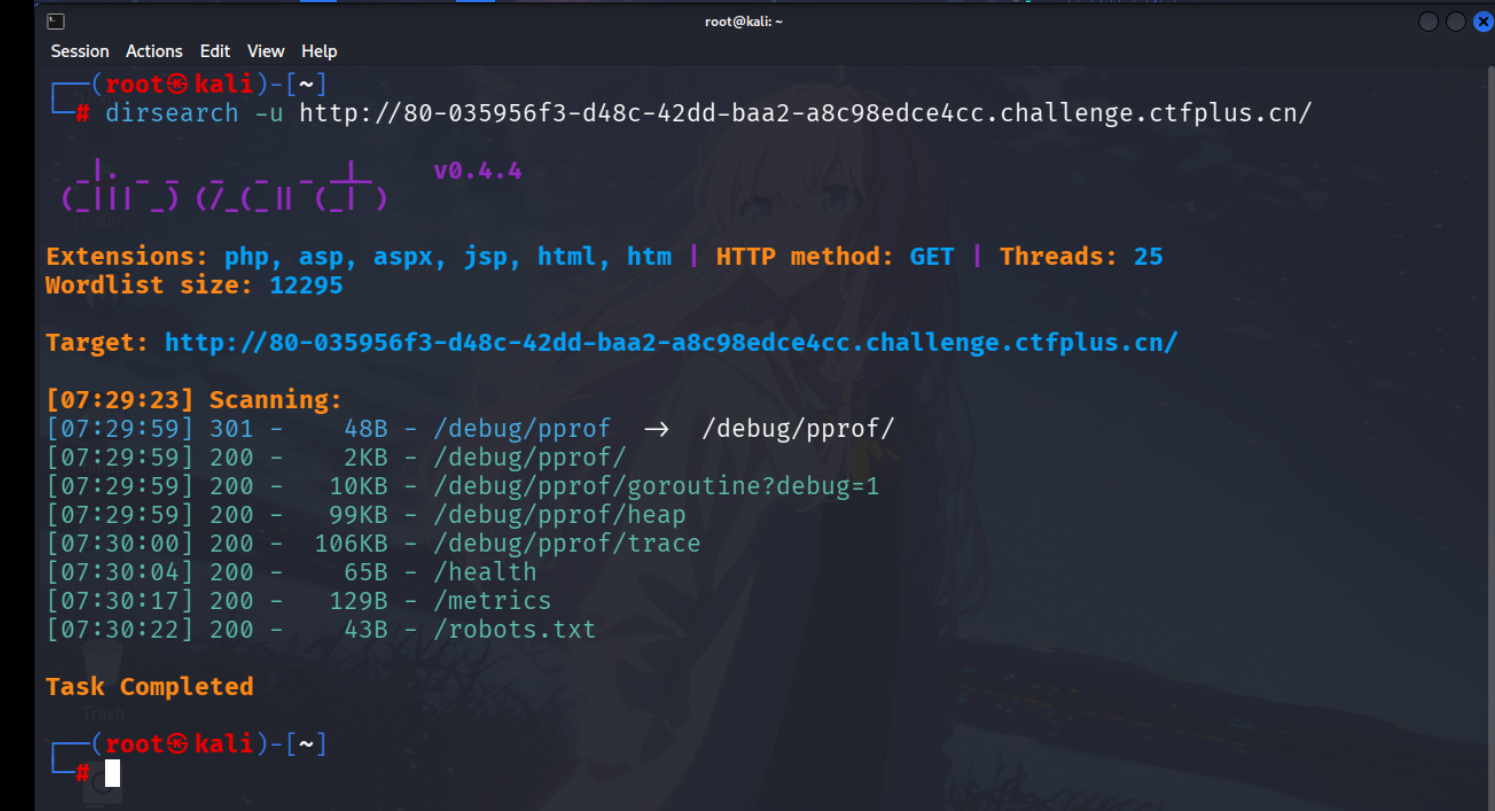 root@kali: ~
Session Actions Edit View Help
┌──(root㉿kali)-[~]
└─# dirsearch -u http://80-035956f3-d48c-42dd-baa2-a8c98edce4cc.challenge.ctfplus.cn/
v0.4.4
Extensions: php, asp, aspx, jsp, html, htm | HTTP method: GET | Threads: 25
Wordlist size: 12295
Target: http://80-035956f3-d48c-42dd-baa2-a8c98edce4cc.challenge.ctfplus.cn/
[07:29:23] Scanning:
[07:29:59] 301 - 48B - /debug/pprof → /debug/pprof/
[07:29:59] 200 - 2KB - /debug/pprof/
[07:29:59] 200 - 10KB - /debug/pprof/goroutine?debug=1
[07:29:59] 200 - 99KB - /debug/pprof/heap
[07:30:00] 200 - 106KB - /debug/pprof/trace
[07:30:04] 200 - 65B - /health
[07:30:17] 200 - 129B - /metrics
[07:30:22] 200 - 43B - /robots.txt
Task Completed
Trash
┌──(root㉿kali)-[~]
└─#